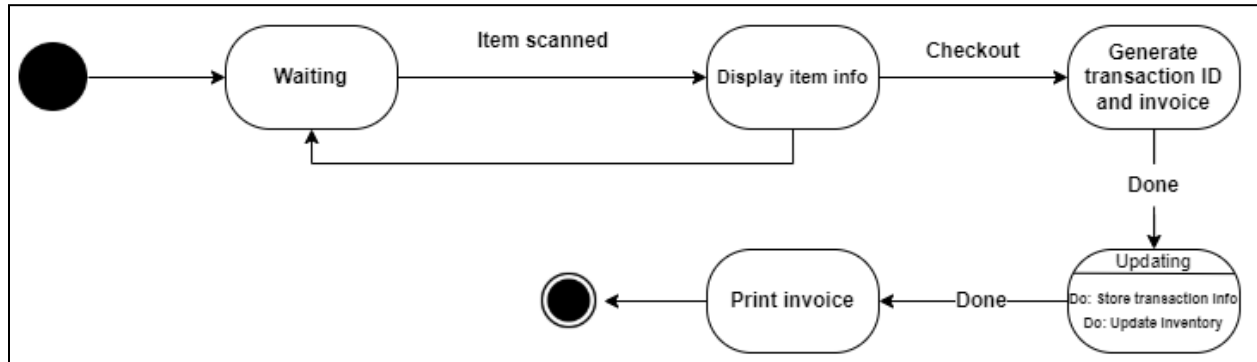 Item scanned
Checkout
Waiting
Display item info
Generate
transaction ID
and invoice
Done
Updating
Do: Store transaction Info
Do: Update Inventory
Done
Print invoice